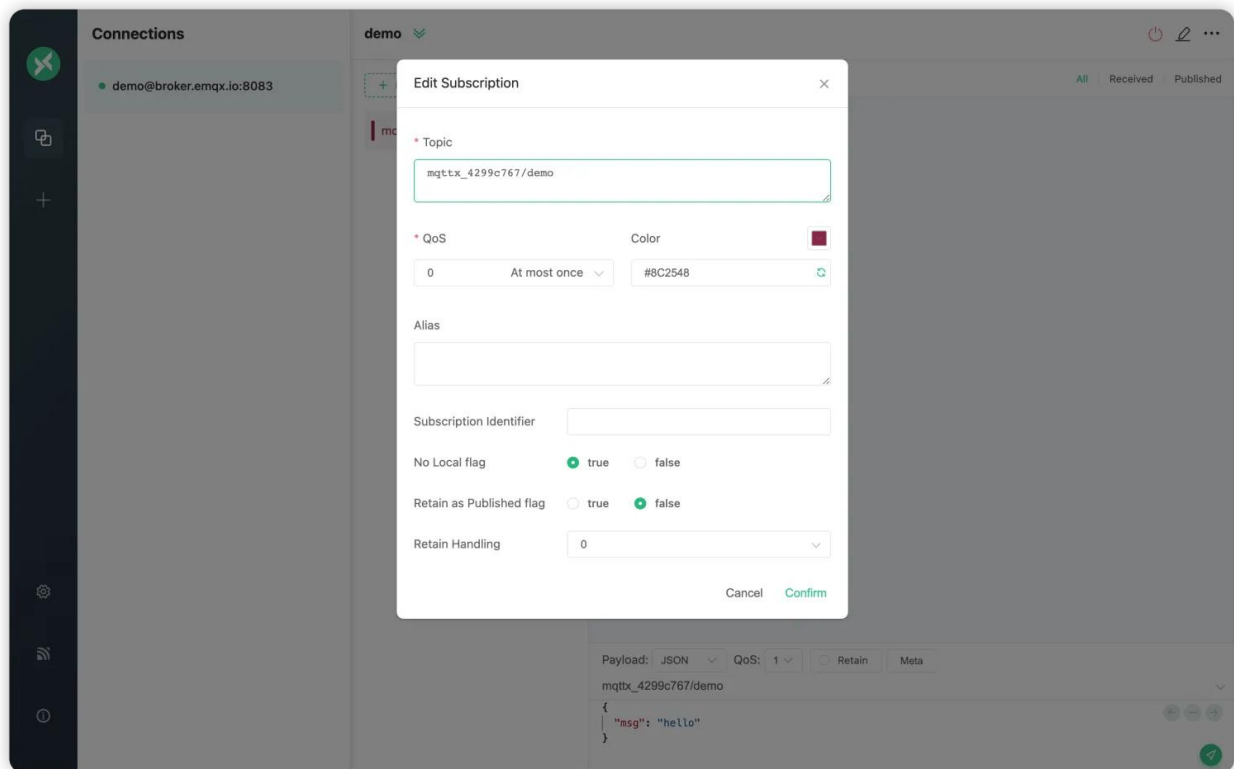 Connections
demo
demo@broker.emqx.io:8083
All Received Published
Edit Subscription
* Topic
mqttx_4299c767/demo
* QoS
Color
0 At most once
#8C2548
Alias
Subscription Identifier
No Local flag
true false
Retain as Published flag
true false
Retain Handling
0
Cancel Confirm
Payload: JSON QoS: 1 Retain Meta
mqttx_4299c767/demo
{
"msg": "hello"
}